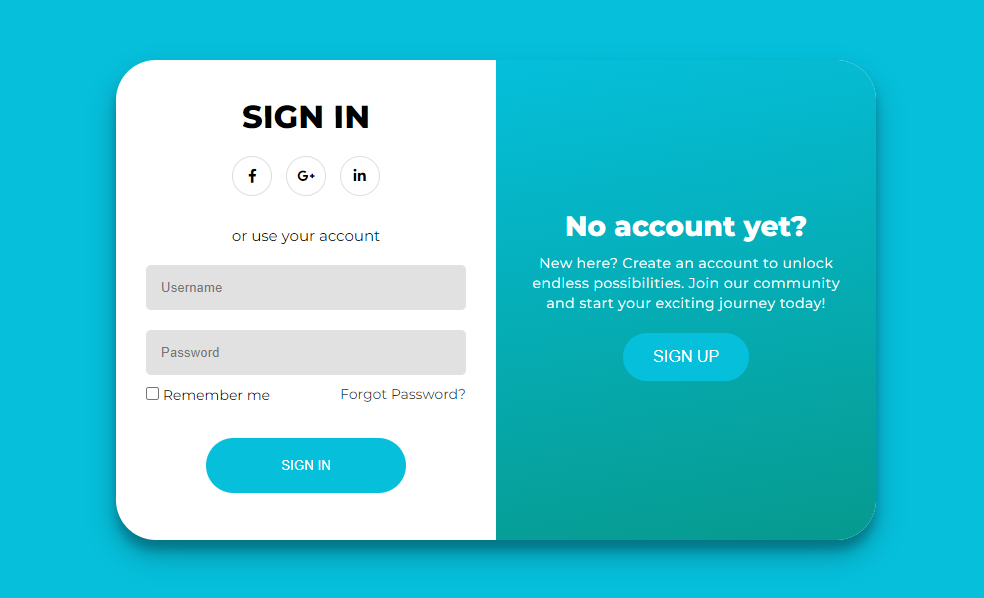 SIGN IN
f G+ in
or use your account
Username
Password
Remember me Forgot Password?
SIGN IN
No account yet?
New here? Create an account to unlock
endless possibilities. Join our community
and start your exciting journey today!
SIGN UP